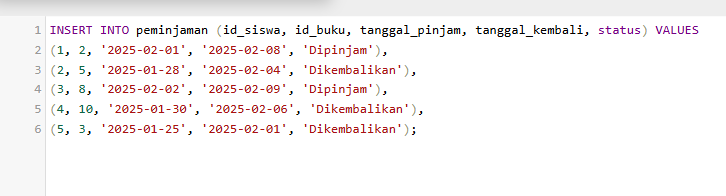 1 INSERT INTO peminjaman (id_siswa, id_buku, tanggal_pinjam, tanggal_kembali, status) VALUES
2 (1, 2, '2025-02-01', '2025-02-08', 'Dipinjam'),
3 (2, 5, '2025-01-28', '2025-02-04', 'Dikembalikan'),
4 (3, 8, '2025-02-02', '2025-02-09', 'Dipinjam'),
5 (4, 10, '2025-01-30', '2025-02-06', 'Dikembalikan'),
6 (5, 3, '2025-01-25', '2025-02-01', 'Dikembalikan');